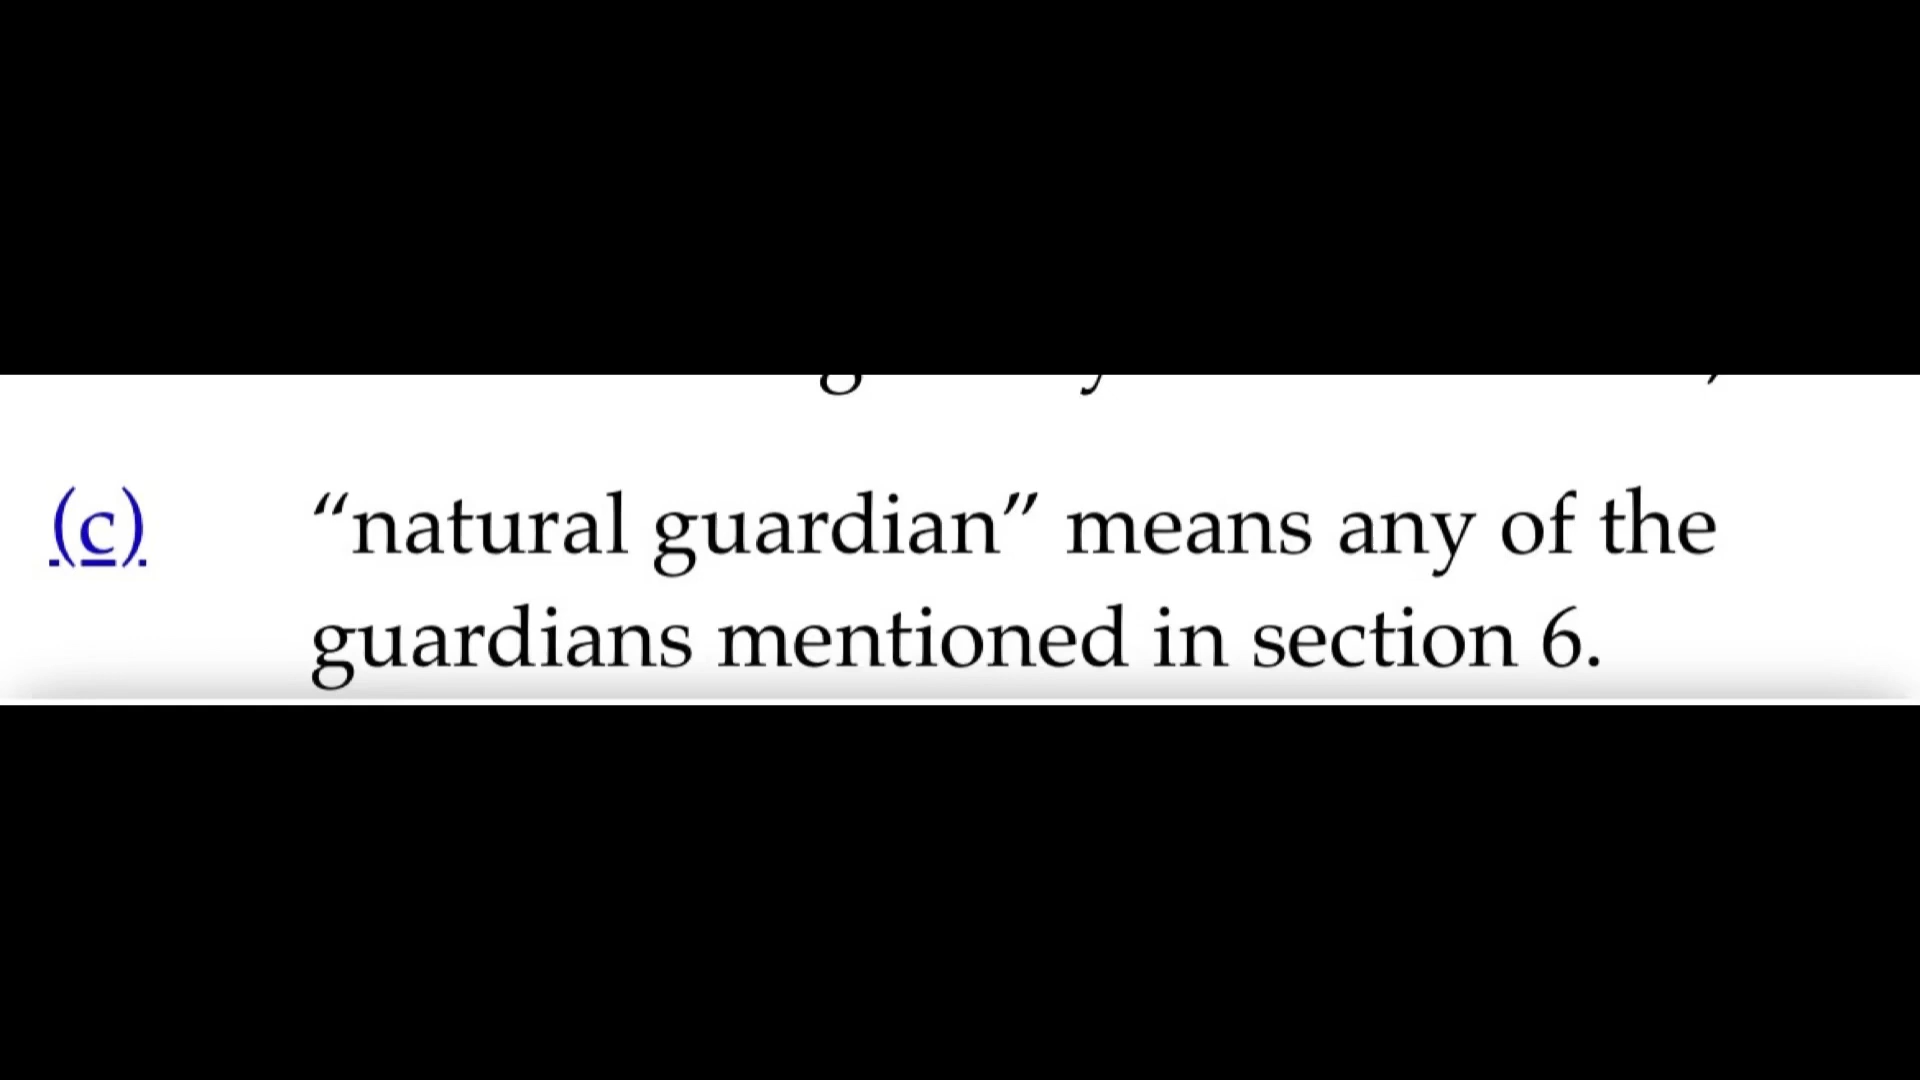 (c) “natural guardian” means any of the
guardians mentioned in section 6.